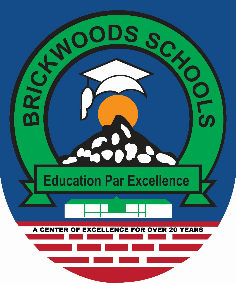 BRICKWOODS SCHOOLS
Education Par Excellence
A CENTER OF EXCELLENCE FOR OVER 20 YEARS